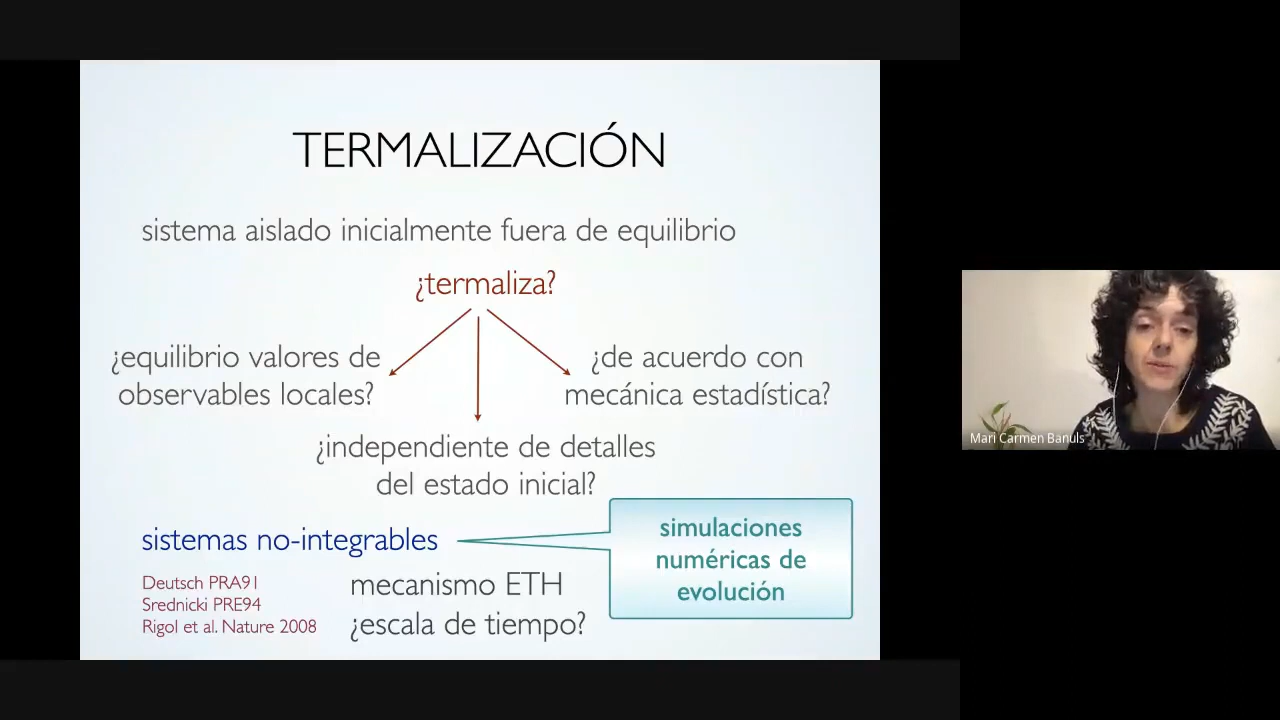 TERMALIZACIÓN
sistema aislado inicialmente fuera de equilibrio
¿termaliza?
¿equilibrio valores de
observables locales?
¿de acuerdo con
mecánica estadística?
¿independiente de detalles
del estado inicial?
sistemas no-integrables
simulaciones
numéricas de
evolución
Deutsch PRA91
Srednicki PRE94
Rigol et al. Nature 2008
mecanismo ETH
¿escala de tiempo?
Mari Carmen Banuls